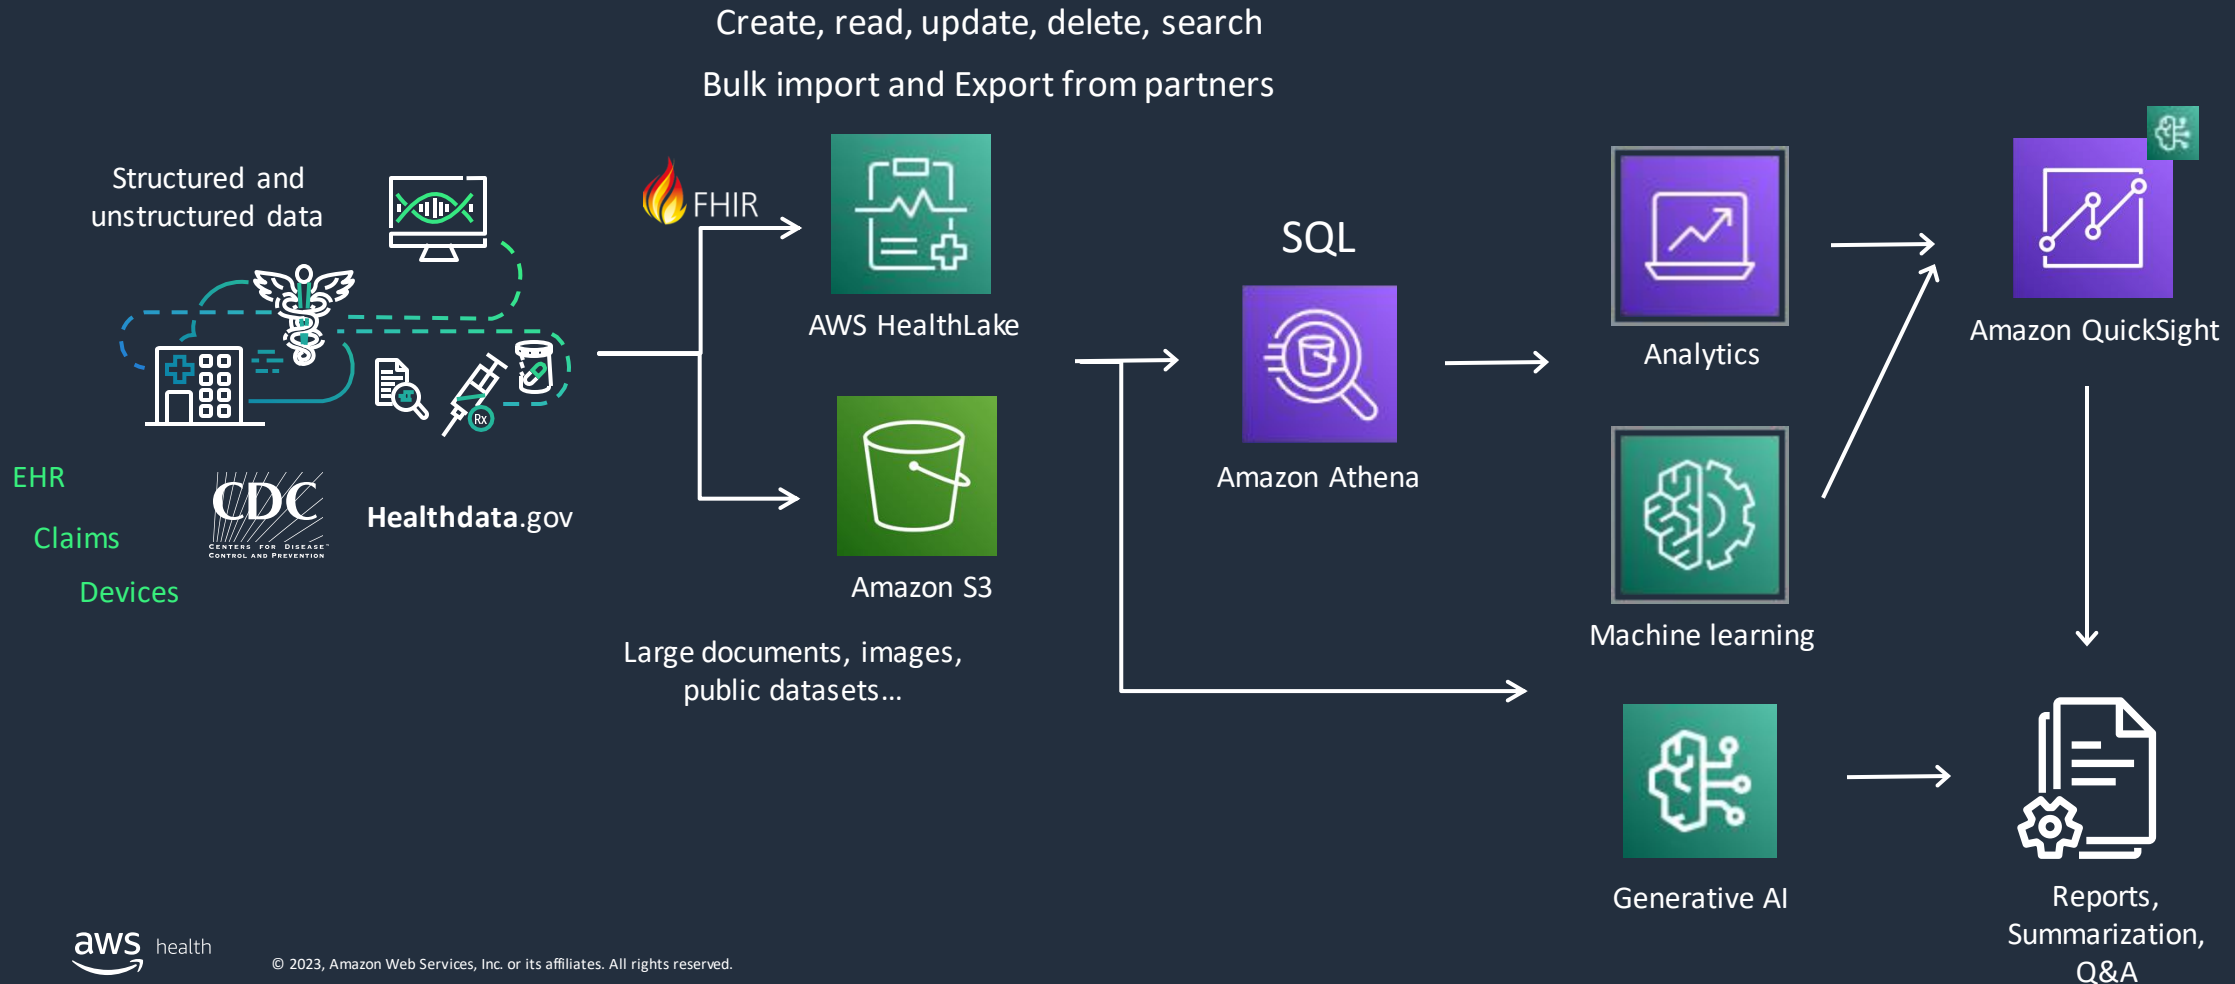 Create, read, update, delete, search
Bulk import and Export from partners
Structured and
unstructured data
FHIR
AWS HealthLake
SQL
Amazon Athena
Analytics
Amazon QuickSight
Rx
EHR
Claims
Devices
CDC
CENTERS FOR DISEASE™
CONTROL AND PREVENTION
Healthdata.gov
Amazon S3
Large documents, images,
public datasets...
Machine learning
Generative AI
Reports,
Summarization,
Q&A
aws health
© 2023, Amazon Web Services, Inc. or its affiliates. All rights reserved.